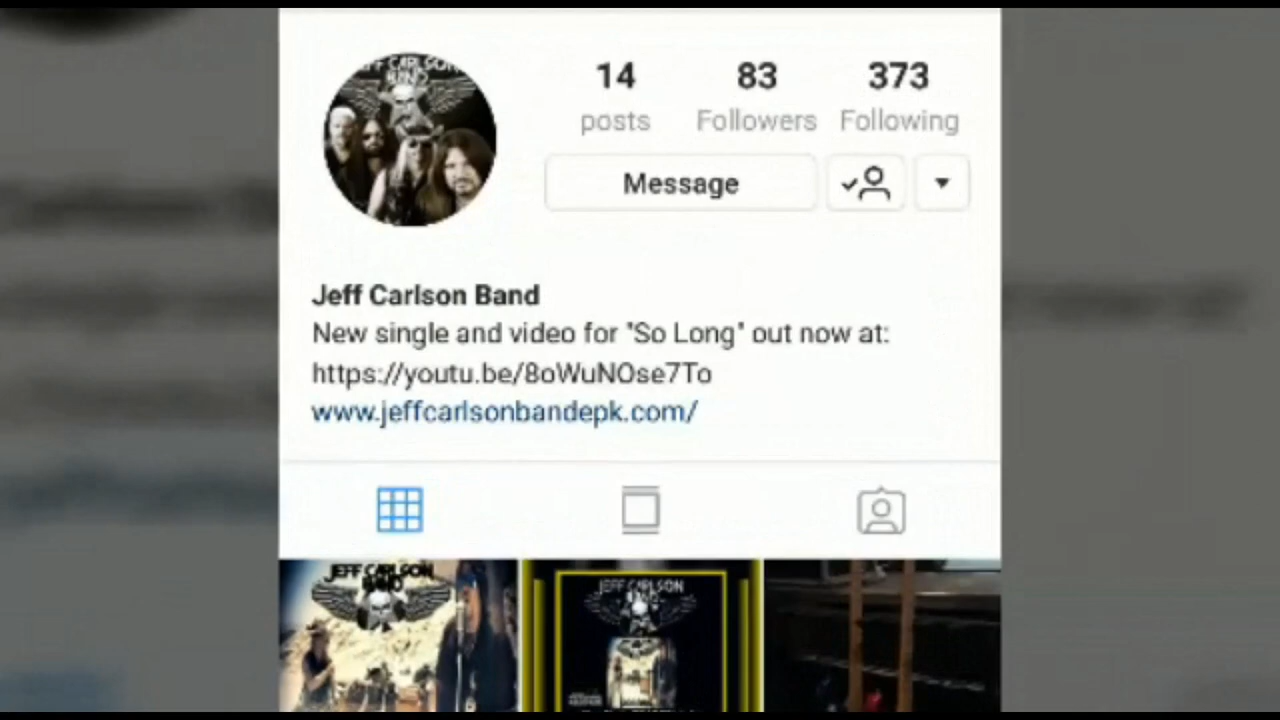 JEFF CARLSON
BAND
14 83 373
posts Followers Following
Message
Jeff Carlson Band
New single and video for "So Long" out now at:
https://youtu.be/8oWuNOse7To
www.jeffcarlsonbandepk.com/
JEFF CARLSON
BAND
JEFF CARLSON